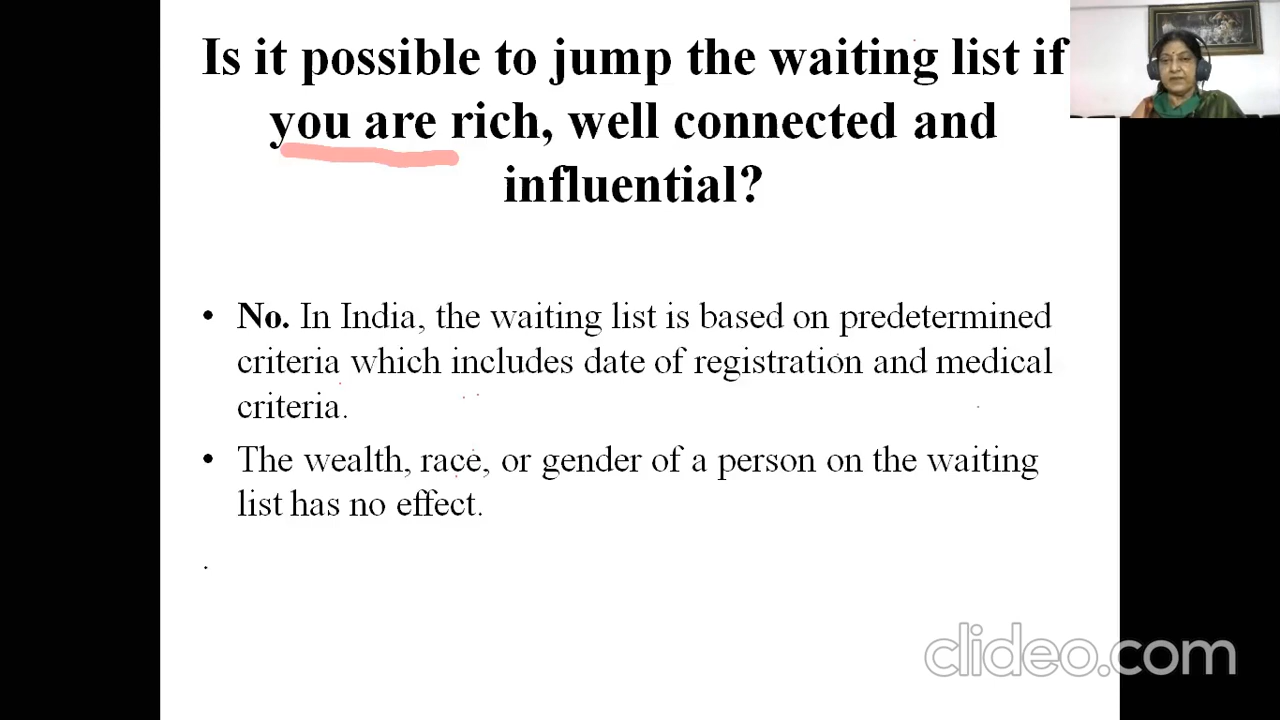 Is it possible to jump the waiting list if
you are rich, well connected and
influential?
• No. In India, the waiting list is based on predetermined
criteria which includes date of registration and medical
criteria.
• The wealth, race, or gender of a person on the waiting
list has no effect.
.
clideo.com